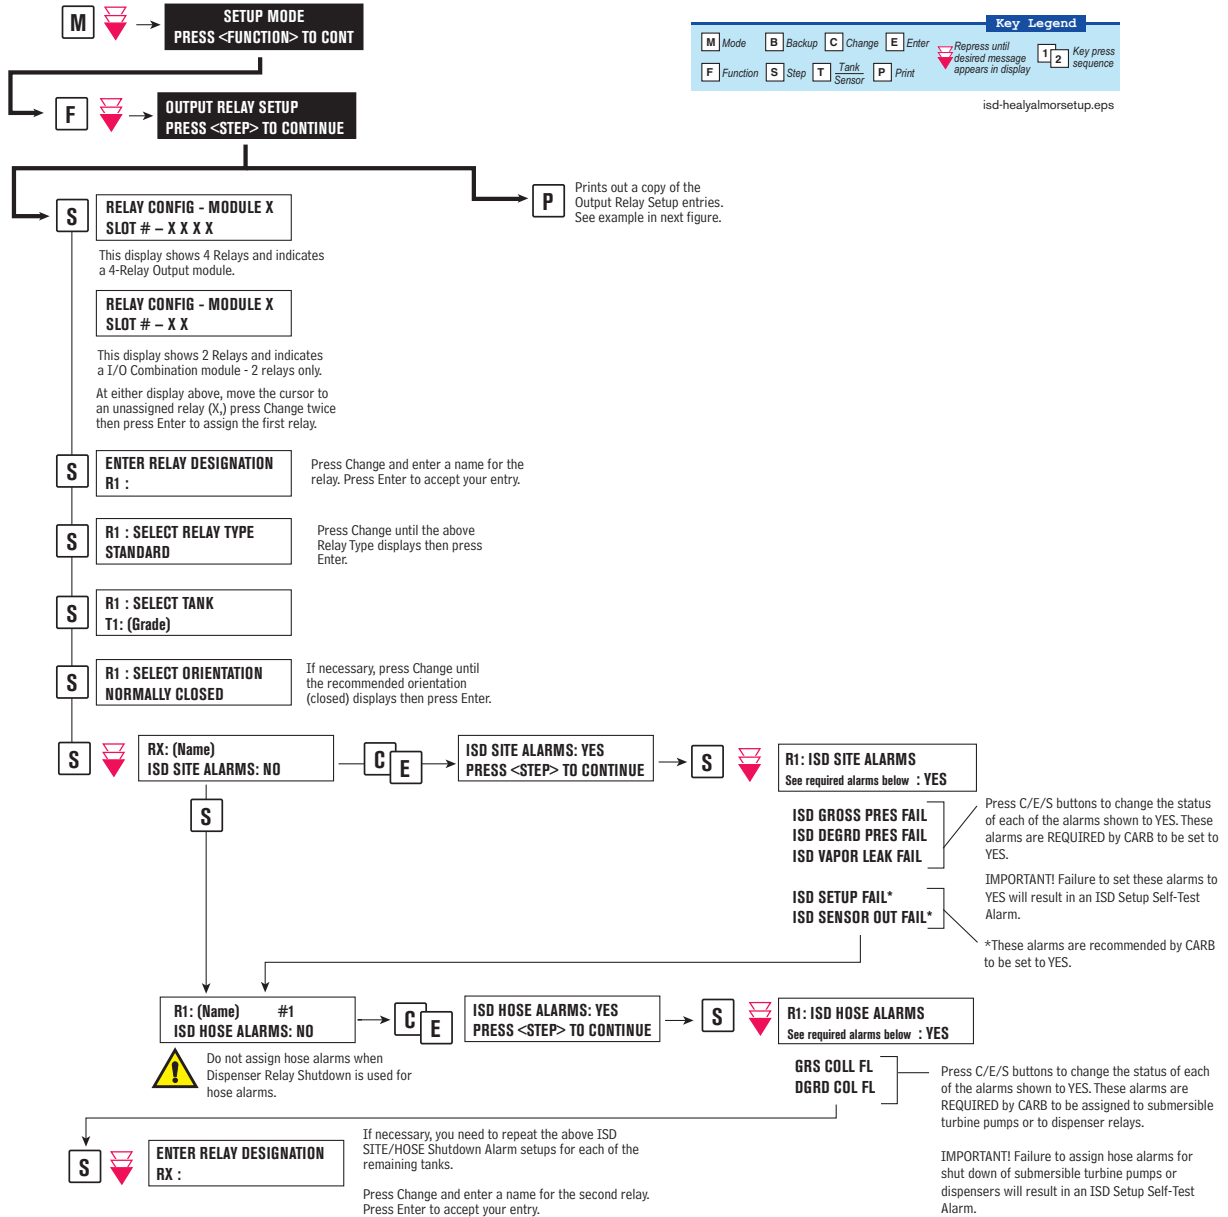 M
SETUP MODE
PRESS <FUNCTION> TO CONT
Key Legend
M Mode B Backup C Change E Enter
F Function S Step T Tank
Sensor P Print
Repress until
desired message
appears in display
1 2 Key press
sequence
isd-healyalmorsetup.eps
F
OUTPUT RELAY SETUP
PRESS <STEP> TO CONTINUE
P
Prints out a copy of the
Output Relay Setup entries.
See example in next figure.
S
RELAY CONFIG - MODULE X
SLOT # – X X X X
This display shows 4 Relays and indicates
a 4-Relay Output module.
RELAY CONFIG - MODULE X
SLOT # – X X
This display shows 2 Relays and indicates
a I/O Combination module - 2 relays only.
At either display above, move the cursor to
an unassigned relay (X,) press Change twice
then press Enter to assign the first relay.
S
ENTER RELAY DESIGNATION
R1 :
Press Change and enter a name for the
relay. Press Enter to accept your entry.
S
R1 : SELECT RELAY TYPE
STANDARD
Press Change until the above
Relay Type displays then press
Enter.
S
R1 : SELECT TANK
T1: (Grade)
S
R1 : SELECT ORIENTATION
NORMALLY CLOSED
If necessary, press Change until
the recommended orientation
(closed) displays then press Enter.
S
RX: (Name)
ISD SITE ALARMS: NO
C E
ISD SITE ALARMS: YES
PRESS <STEP> TO CONTINUE
S
R1: ISD SITE ALARMS
See required alarms below : YES
S
ISD GROSS PRES FAIL
ISD DEGRD PRES FAIL
ISD VAPOR LEAK FAIL
Press C/E/S buttons to change the status
of each of the alarms shown to YES. These
alarms are REQUIRED by CARB to be set to
YES.
IMPORTANT! Failure to set these alarms to
YES will result in an ISD Setup Self-Test
Alarm.
ISD SETUP FAIL*
ISD SENSOR OUT FAIL*
*These alarms are recommended by CARB
to be set to YES.
R1: (Name) #1
ISD HOSE ALARMS: NO
C E
ISD HOSE ALARMS: YES
PRESS <STEP> TO CONTINUE
S
R1: ISD HOSE ALARMS
See required alarms below : YES
! Do not assign hose alarms when
Dispenser Relay Shutdown is used for
hose alarms.
GRS COLL FL
DGRD COL FL
Press C/E/S buttons to change the status of each
of the alarms shown to YES. These alarms are
REQUIRED by CARB to be assigned to submersible
turbine pumps or to dispenser relays.
IMPORTANT! Failure to assign hose alarms for
shut down of submersible turbine pumps or
dispensers will result in an ISD Setup Self-Test
Alarm.
S
ENTER RELAY DESIGNATION
RX :
If necessary, you need to repeat the above ISD
SITE/HOSE Shutdown Alarm setups for each of the
remaining tanks.
Press Change and enter a name for the second relay.
Press Enter to accept your entry.